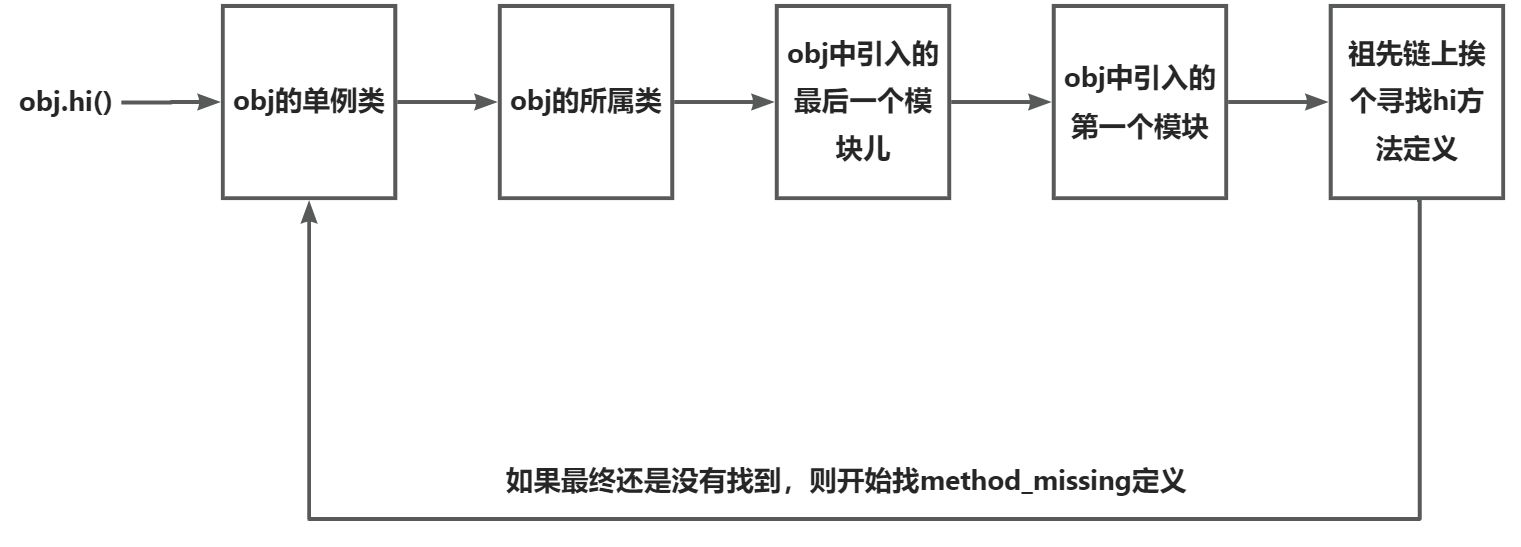 obj.hi()
obj的单例类
obj的所属类
obj中引入的
最后一个模
块儿
obj中引入的
第一个模块
祖先链上挨
个寻找hi方
法定义
如果最终还是没有找到，则开始找method_missing定义